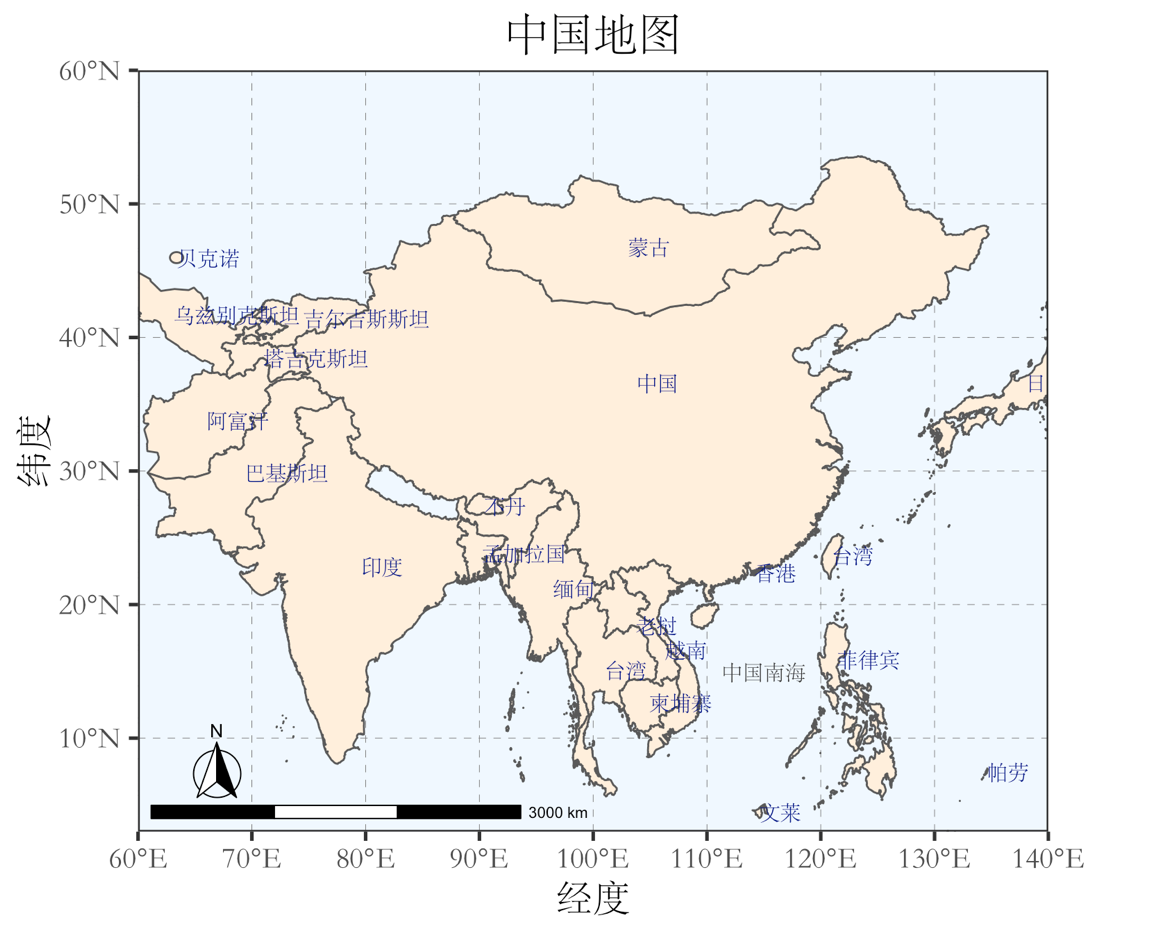 中国地图
60°N
50°N
蒙古
贝克诺
乌兹别克斯坦
吉尔吉斯斯坦
40°N
塔吉克斯坦
中国
日
阿富汗
纬度
巴基斯坦
30°N
不丹
孟加拉国
台湾
印度
香港
缅甸
20°N
老挝
越南
菲律宾
台湾
中国南海
柬埔寨
10°N
N
帕劳
文莱
3000 km
60°E 70°E 80°E 90°E 100°E 110°E 120°E 130°E 140°E
经度